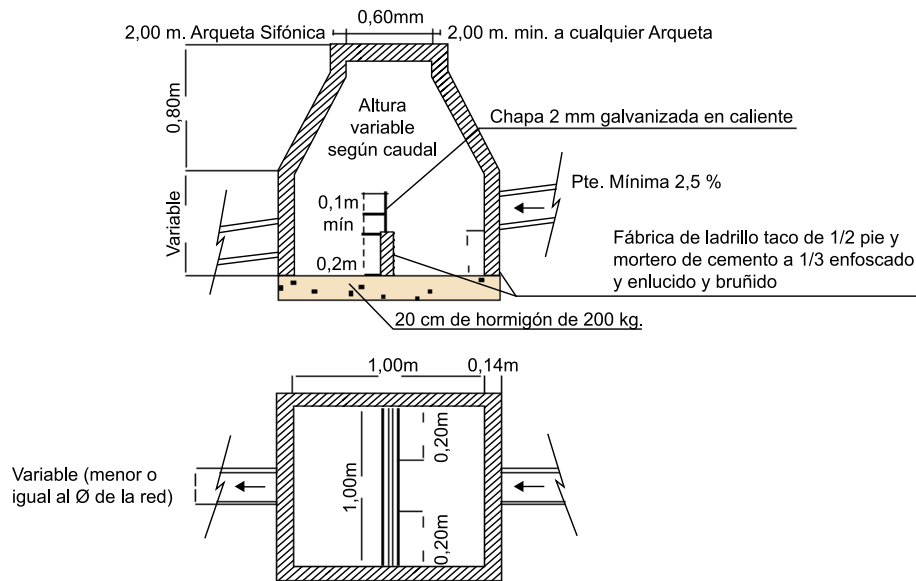 0,60mm
2,00 m. Arqueta Sifónica
2,00 m. min. a cualquier Arqueta
0,80m
Altura
variable
según caudal
Chapa 2 mm galvanizada en caliente
Variable
0,1m
mín
0,2m
Pte. Mínima 2,5 %
Fábrica de ladrillo taco de 1/2 pie y
mortero de cemento a 1/3 enfoscado
y enlucido y bruñido
20 cm de hormigón de 200 kg.
1,00m
0,14m
Variable (menor o
igual al Ø de la red)
1,00m
0,20m
0,20m